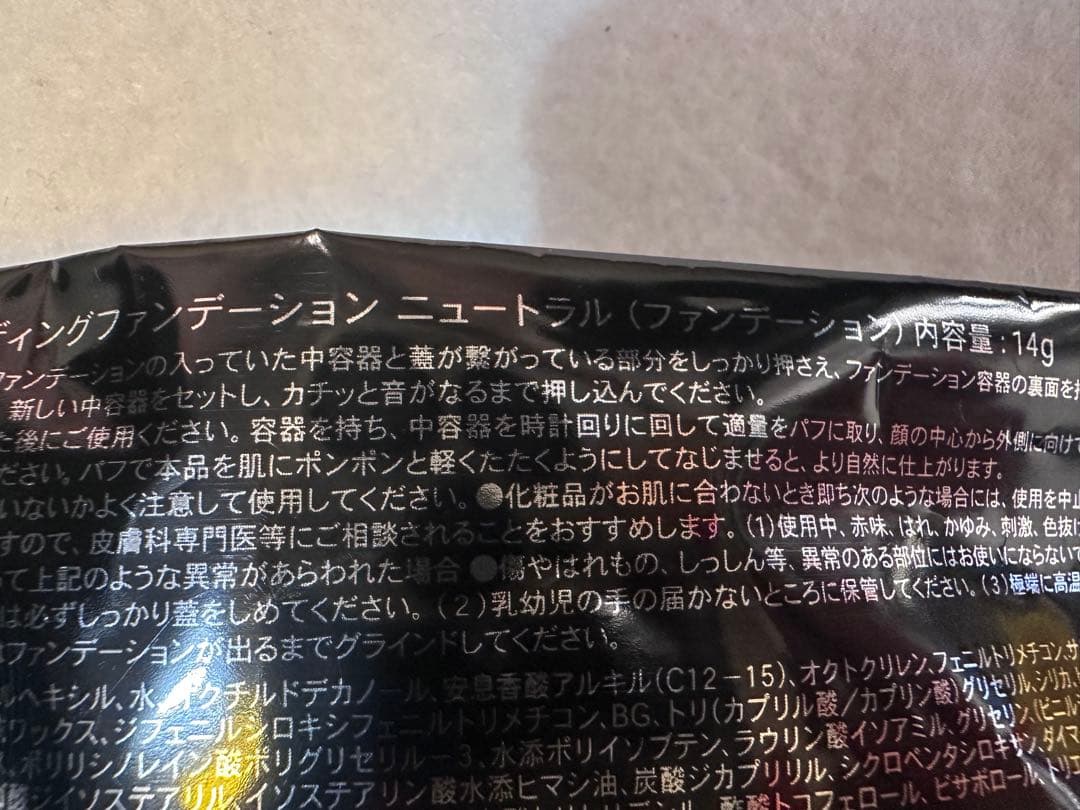 ディングファンデーション ニュートラル (ファンデーション) 内容量:14g
ファンデーションの入っていた中容器と蓋が繋がっている部分をしっかり押さえ、ファンデーション容器の裏面を
新しい中容器をセットし、カチッと音がなるまで押し込んでください。
た後にご使用ください。容器を持ち、中容器を時計回りに回して適量をパフに取り、顔の中心から外側に向けて
ださい。パフで本品を肌にポンポンと軽くたたくようにしてなじませると、より自然に仕上がります。
いないかよく注意して使用してください。●化粧品がお肌に合わないとき即ち次のような場合には、使用を中止
すので、皮膚科専門医等にご相談されることをおすすめします。(1)使用中、赤味、はれ、かゆみ、刺激、色抜け
て上記のような異常があらわれた場合 ●傷やはれもの、しっしん等、異常のある部位にはお使いにならないで
は必ずしっかり蓋をしめてください。(2)乳幼児の手の届かないところに保管してください。(3)極端に高温
ファンデーションが出るまでグラインドしてください。
ルヘキシル、水、オクチルドデカノール、安息香酸アルキル(C12-15)、オクトクリレン、フェニルトリメチコン、
ワックス、ジフェニルシロキシフェニルトリメチコン、BG、トリ(カプリル酸/カプリン酸)グリセリル、シリカ、
ポリリシノレイン酸ポリグリセリル-3、水添ポリイソブテン、ラウリン酸イソアミル、グリセリン、(ビニル
ジイソステアリル、イソステアリン酸水添ヒマシ油、炭酸ジカプリリル、シクロペンタシロキサン、ダイマ
酢酸トコフェロール、ビサボロール、トリエ